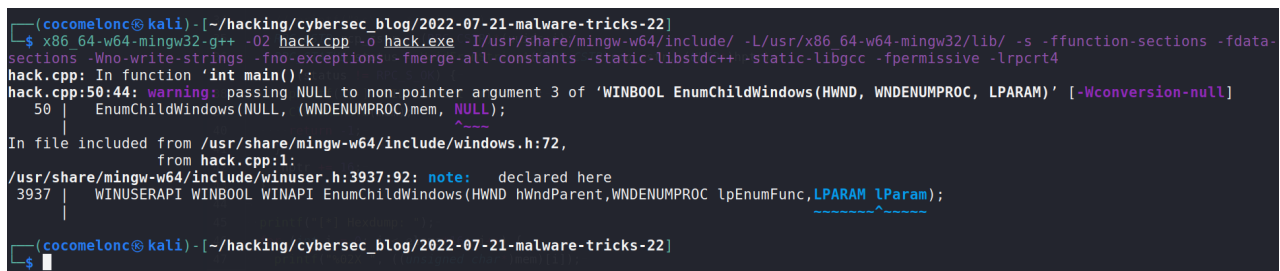 ┌──(cocomelonc㉿kali)-[~/hacking/cybersec_blog/2022-07-21-malware-tricks-22]
└─$ x86_64-w64-mingw32-g++ -O2 hack.cpp -o hack.exe -I/usr/share/mingw-w64/include/ -L/usr/x86_64-w64-mingw32/lib/ -s -ffunction-sections -fdata-
sections -Wno-write-strings -fno-exceptions -fmerge-all-constants -static-libstdc++ -static-libgcc -fpermissive -lrpcrt4
hack.cpp: In function ‘int main()’:
hack.cpp:50:44: warning: passing NULL to non-pointer argument 3 of ‘WINBOOL EnumChildWindows(HWND, WNDENUMPROC, LPARAM)’ [-Wconversion-null]
   50 |   EnumChildWindows(NULL, (WNDENUMPROC)mem, NULL);
      |                                            ^~~~
In file included from /usr/share/mingw-w64/include/windows.h:72,
                 from hack.cpp:1:
/usr/share/mingw-w64/include/winuser.h:3937:92: note:   declared here
 3937 |   WINUSERAPI WINBOOL WINAPI EnumChildWindows(HWND hWndParent,WNDENUMPROC lpEnumFunc,LPARAM lParam);
      |                                                                                     ~~~~~~~^~~~~~
┌──(cocomelonc㉿kali)-[~/hacking/cybersec_blog/2022-07-21-malware-tricks-22]
└─$